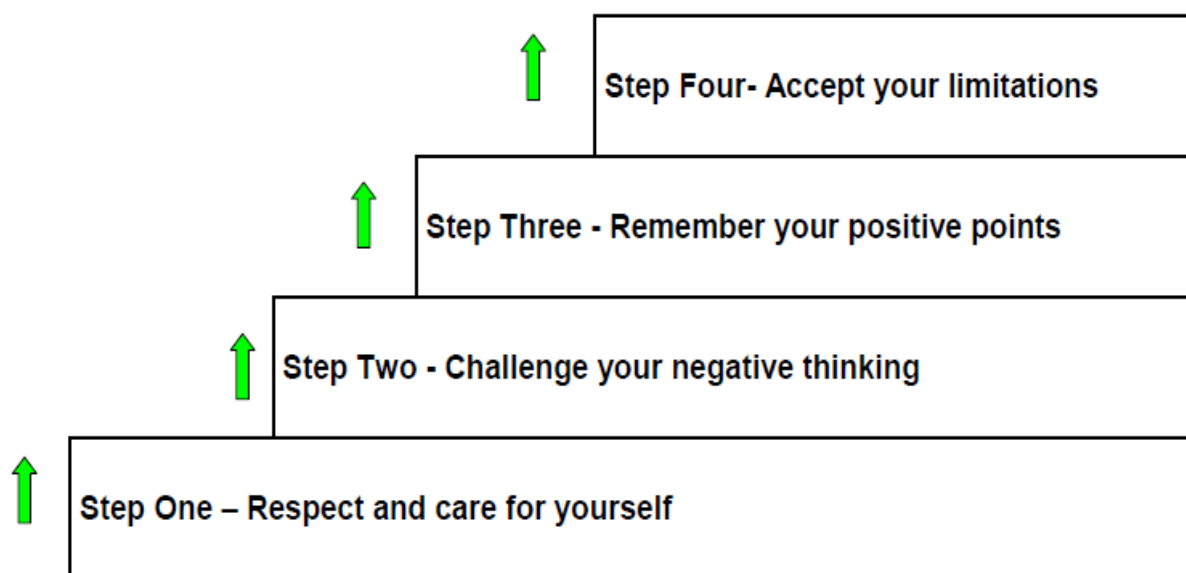 Step Four- Accept your limitations
Step Three - Remember your positive points
Step Two - Challenge your negative thinking
Step One – Respect and care for yourself